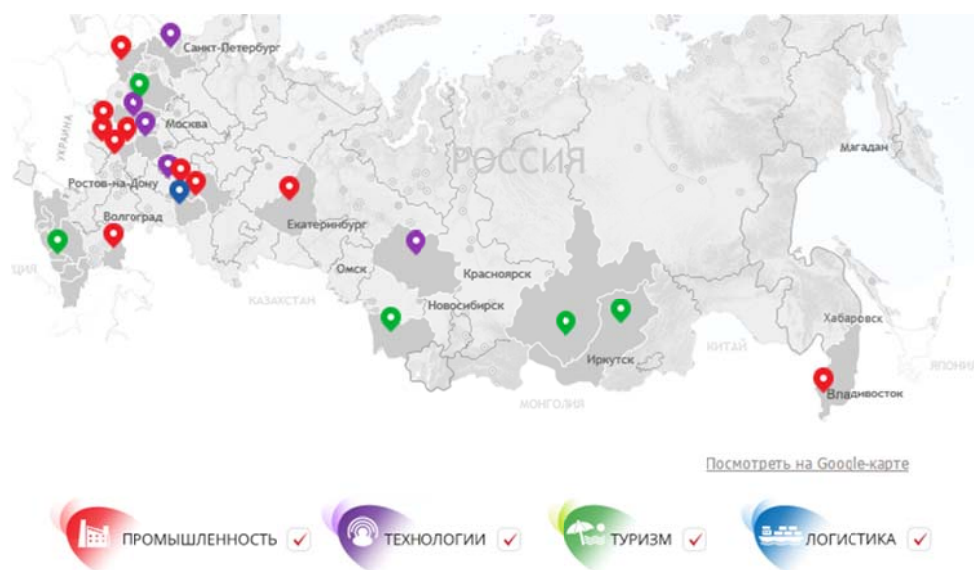 Санкт-Петербург
УКРАИНА
Москва
РОССИЯ
Магадан
Ростов-на-Дону
Волгоград
Екатеринбург
ЦИЯ
Омск
Красноярск
КАЗАХСТАН
Новосибирск
Хабаровск
Иркутск
КИТАЙ
ЯПОНИЯ
МОНГОЛИЯ
Владивосток
Посмотреть на Google-карте
ПРОМЫШЛЕННОСТЬ ТЕХНОЛОГИИ ТУРИЗМ ЛОГИСТИКА